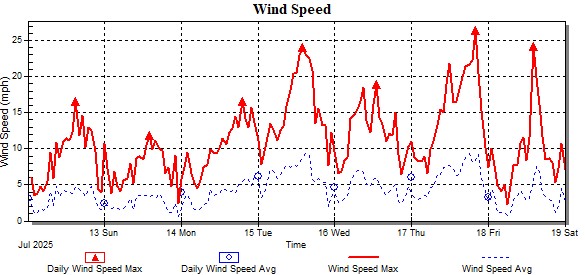 Wind Speed
Wind Speed (mph)
25
20
15
10
5
0
13 Sun 14 Mon 15 Tue 16 Wed 17 Thu 18 Fri 19 Sat
Jul 2025 Time
Daily Wind Speed Max Daily Wind Speed Avg Wind Speed Max Wind Speed Avg